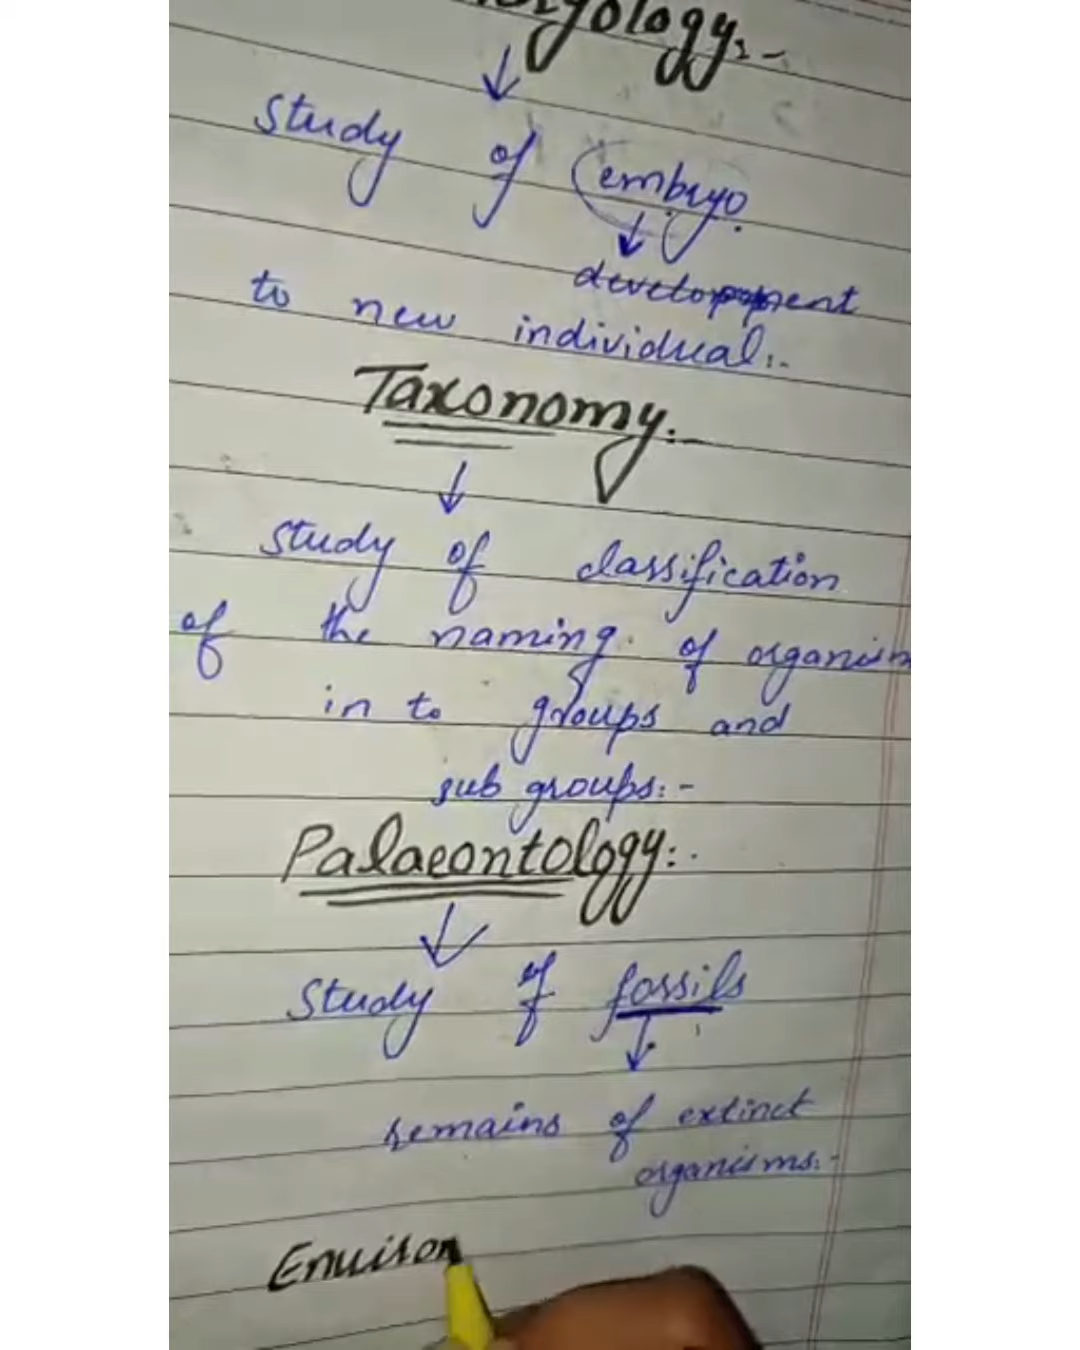 Study of embryo.
development
to new individual:-
Taxonomy:-
Study of classification
of the naming of organism
in to groups and
sub groups:-
Palaeontology:-
Study of fossils
remains of extinct
organisms:-
Environ